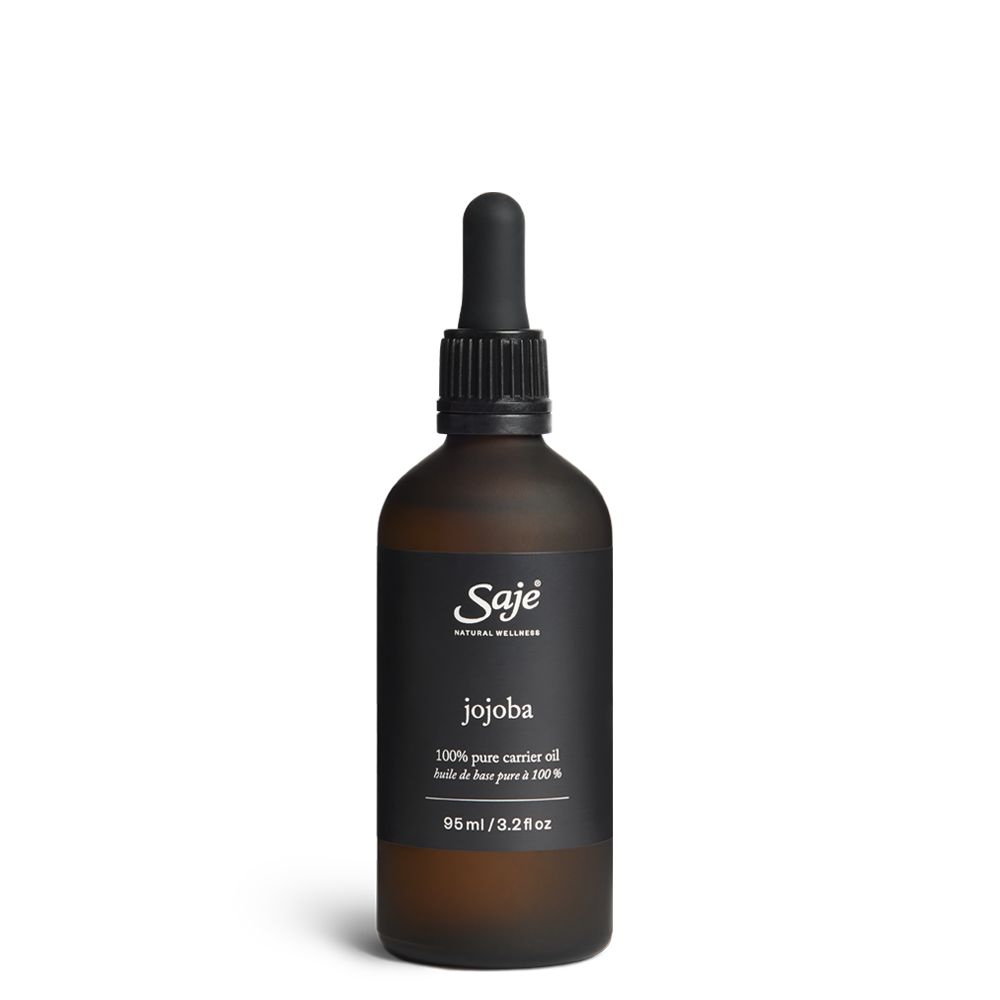 Saje®
NATURAL WELLNESS
jojoba
100% pure carrier oil
huile de base pure à 100 %
95 ml / 3.2 fl oz